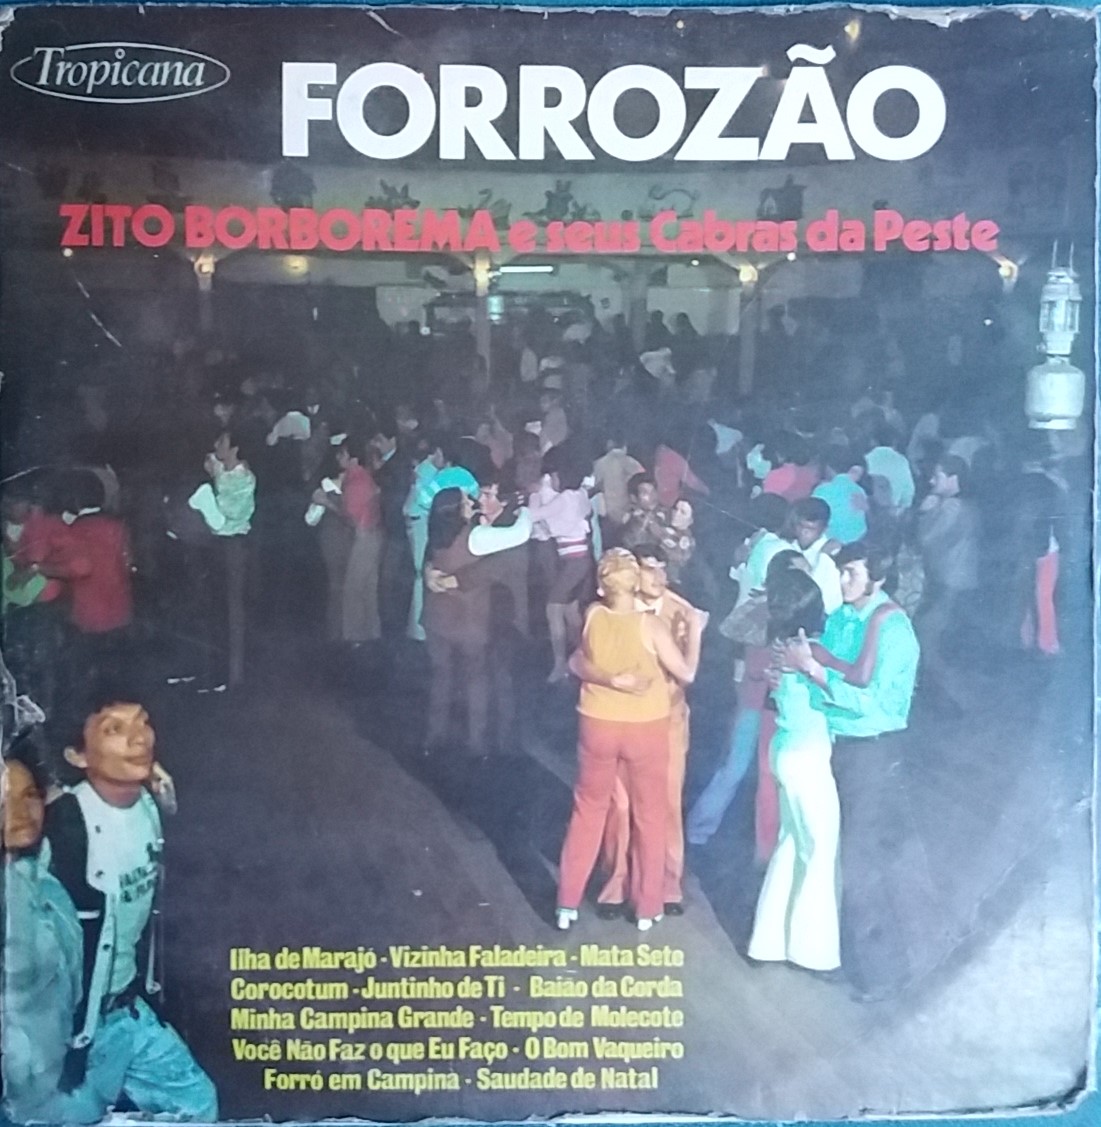 Tropicana
FORROZÃO
ZITO BORBOREMA e seus Cabras da Peste
Ilha de Marajó - Vizinha Faladeira - Mata Sete
Corocotum - Juntinho de Ti - Baião da Corda
Minha Campina Grande - Tempo de Molecote
Você Não Faz o que Eu Faço - O Bom Vaqueiro
Forró em Campina - Saudade de Natal